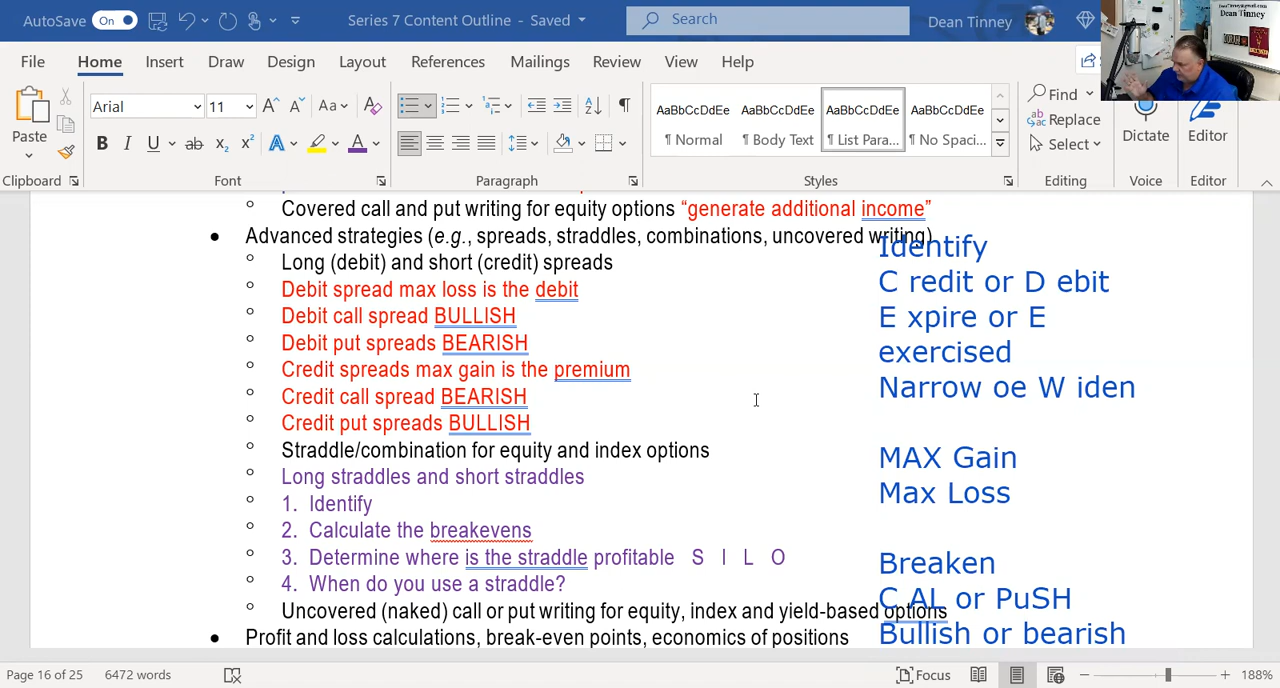 AutoSave On Series 7 Content Outline - Saved Search Dean Tinney
Dean Tinney
File Home Insert Draw Design Layout References Mailings Review View Help
Paste
Arial 11 Aa
B I U ab x2 x2 A A
AaBbCcDdEe AaBbCcDdEe AaBbCcDdEe AaBbCcDdEe
¶ Normal ¶ Body Text ¶ List Para... ¶ No Spaci...
Find
Replace
Select
Dictate
Editor
Clipboard Font Paragraph Styles Editing Voice Editor
Covered call and put writing for equity options “generate additional income”
Advanced strategies (e.g., spreads, straddles, combinations, uncovered writing)
Long (debit) and short (credit) spreads
Debit spread max loss is the debit
Debit call spread BULLISH
Debit put spreads BEARISH
Credit spreads max gain is the premium
Credit call spread BEARISH
Credit put spreads BULLISH
Straddle/combination for equity and index options
Long straddles and short straddles
1. Identify
2. Calculate the breakevens
3. Determine where is the straddle profitable S I L O
4. When do you use a straddle?
Uncovered (naked) call or put writing for equity, index and yield-based options
Profit and loss calculations, break-even points, economics of positions
Identify
C redit or D ebit
E xpire or E
exercised
Narrow oe W iden
MAX Gain
Max Loss
Breaken
C AL or PuSH
Bullish or bearish
Page 16 of 25 6472 words Focus 188%